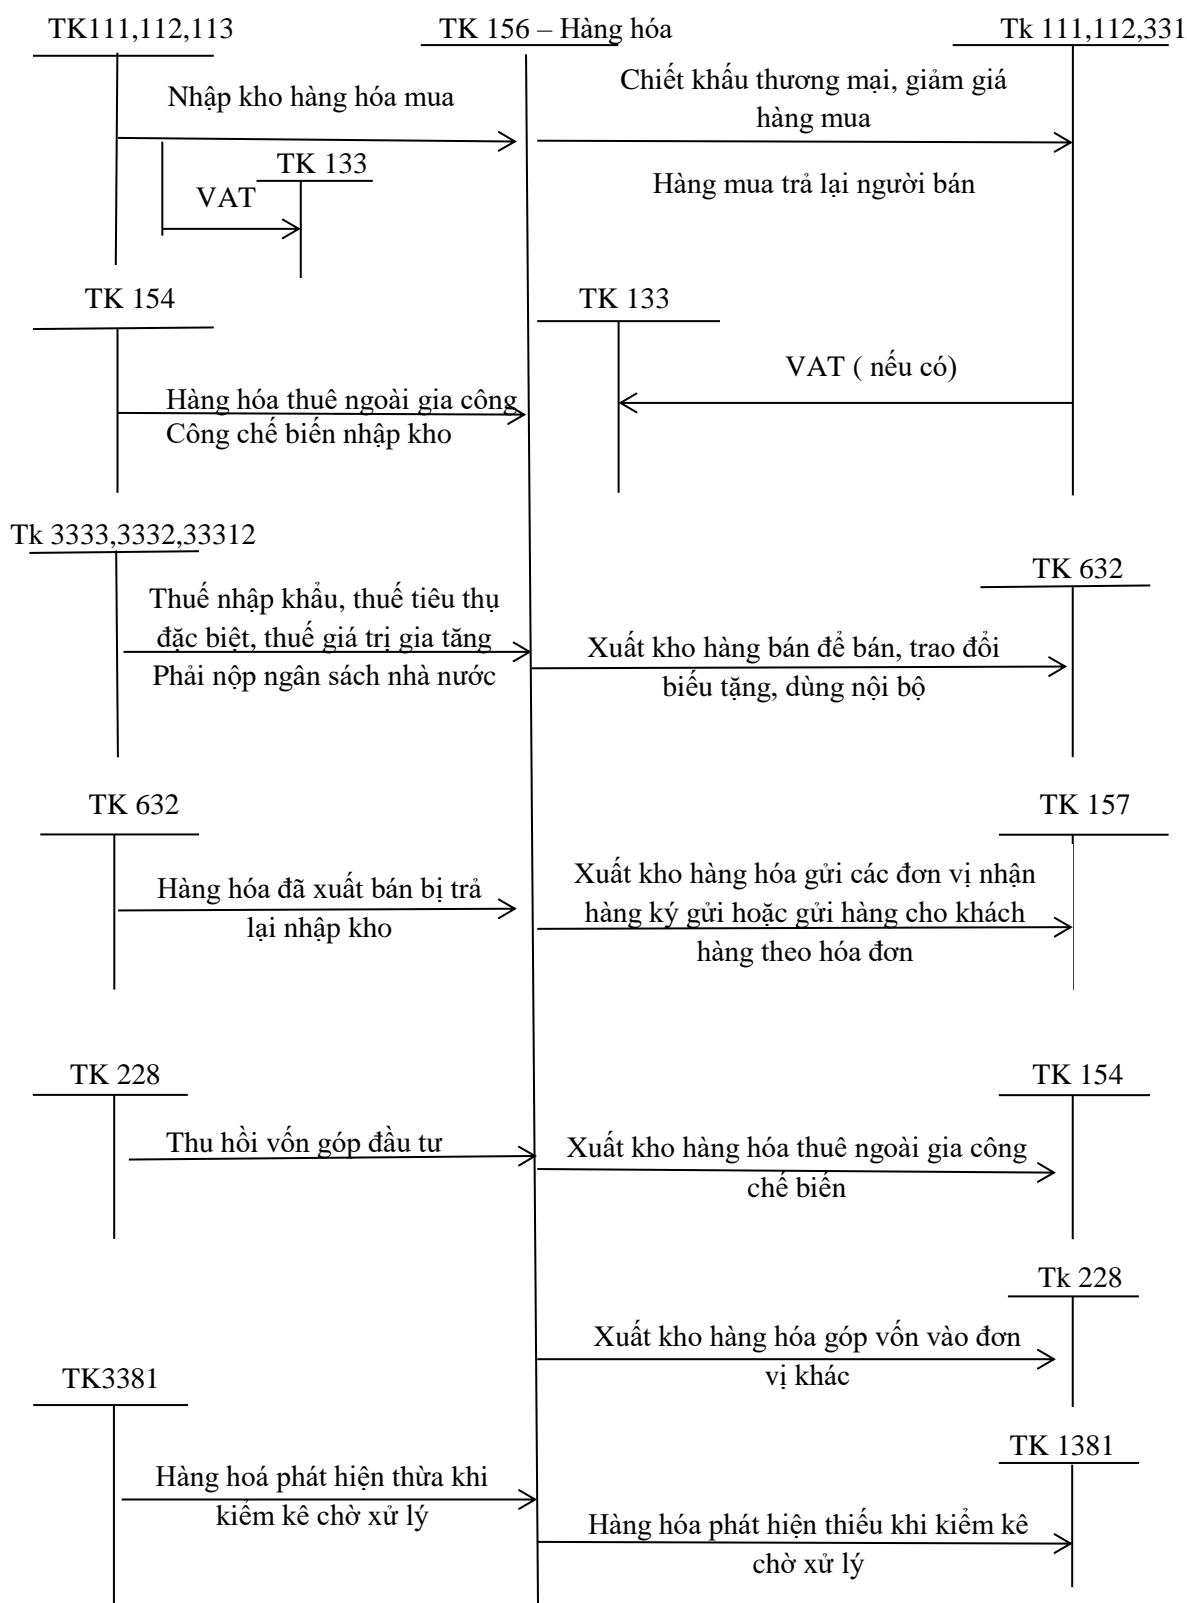 TK111,112,113
TK 156 – Hàng hóa
Tk 111,112,331
Nhập kho hàng hóa mua
Chiết khấu thương mại, giảm giá
hàng mua
TK 133
VAT
Hàng mua trả lại người bán
TK 154
TK 133
VAT ( nếu có)
Hàng hóa thuê ngoài gia công
Công chế biến nhập kho
Tk 3333,3332,33312
TK 632
Thuế nhập khẩu, thuế tiêu thụ
đặc biệt, thuế giá trị gia tăng
Phải nộp ngân sách nhà nước
Xuất kho hàng bán để bán, trao đổi
biếu tặng, dùng nội bộ
TK 632
TK 157
Hàng hóa đã xuất bán bị trả
lại nhập kho
Xuất kho hàng hóa gửi các đơn vị nhận
hàng ký gửi hoặc gửi hàng cho khách
hàng theo hóa đơn
TK 228
TK 154
Thu hồi vốn góp đầu tư
Xuất kho hàng hóa thuê ngoài gia công
chế biến
Tk 228
Xuất kho hàng hóa góp vốn vào đơn
vị khác
TK3381
TK 1381
Hàng hoá phát hiện thừa khi
kiểm kê chờ xử lý
Hàng hóa phát hiện thiếu khi kiểm kê
chờ xử lý